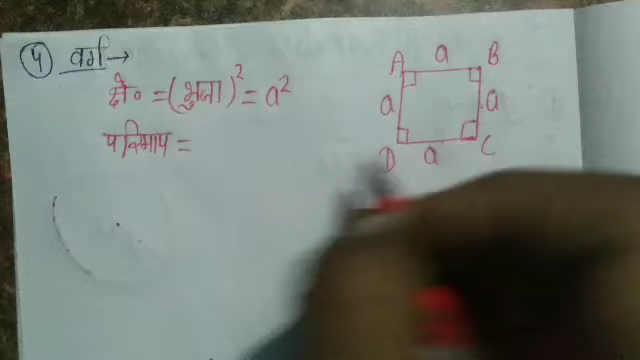 (4) वर्ग →
क्षे० = (भुजा)² = a²
परिमाप =
A a B
a a
D a C